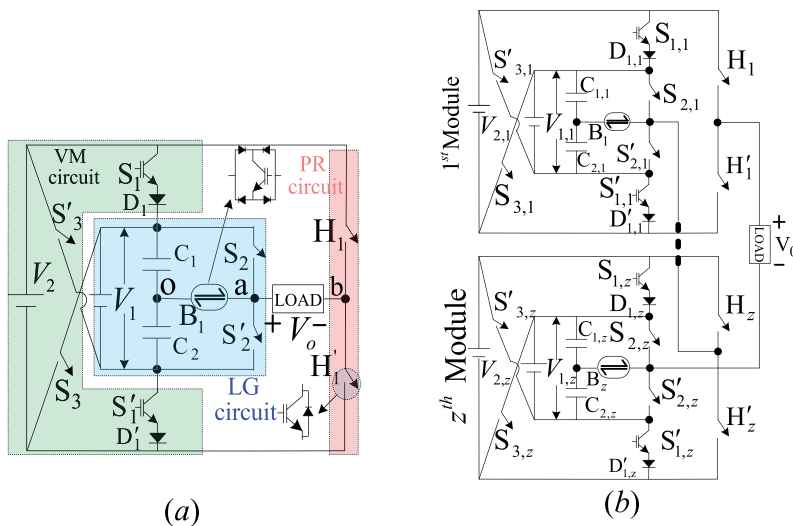 VM
circuit
S₁
D₁
PR
circuit
S′₃
H₁
V₂
V₁
C₁
S₂
o
a
b
B₁
LOAD
+
−
Vₒ
C₂
S′₂
S₃
H′₁
LG
circuit
S′₁
D′₁
(a)
1ˢᵗ Module
S₁,₁
D₁,₁
S′₃,₁
H₁
C₁,₁
S₂,₁
V₂,₁
V₁,₁
B₁
C₂,₁
S′₂,₁
S′₁,₁
H′₁
S₃,₁
D′₁,₁
+
LOAD
V₀
−
zᵗʰ Module
S₁,z
D₁,z
S′₃,z
Hz
C₁,z
S₂,z
V₂,z
V₁,z
Bz
C₂,z
S′₂,z
S₃,z
S′₁,z
H′z
D′₁,z
(b)